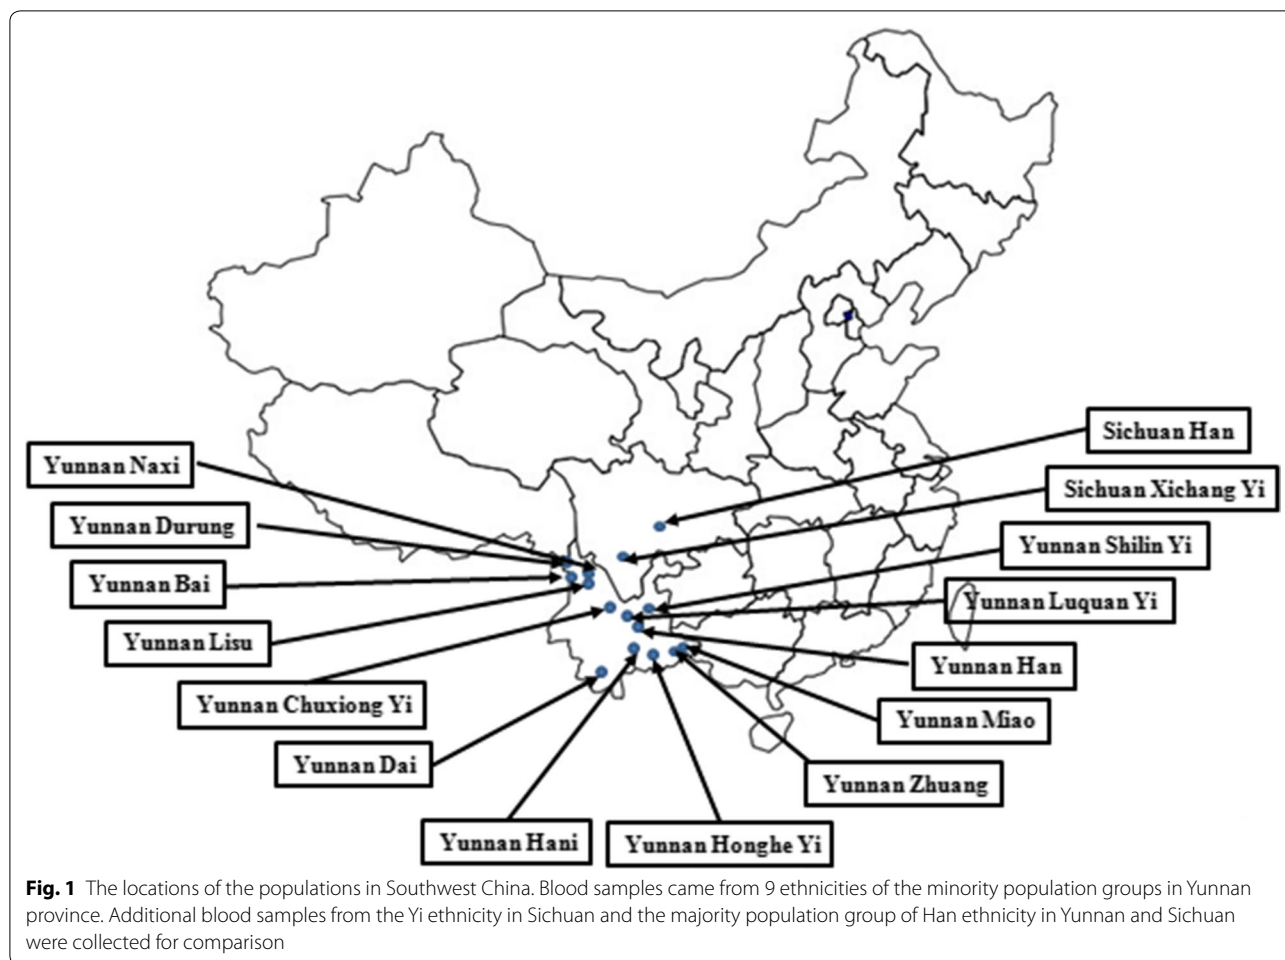 Sichuan Han
Yunnan Naxi
Sichuan Xichang Yi
Yunnan Durung
Yunnan Shilin Yi
Yunnan Bai
Yunnan Luquan Yi
Yunnan Lisu
Yunnan Han
Yunnan Chuxiong Yi
Yunnan Miao
Yunnan Dai
Yunnan Zhuang
Yunnan Hani
Yunnan Honghe Yi
Fig. 1 The locations of the populations in Southwest China. Blood samples came from 9 ethnicities of the minority population groups in Yunnan
province. Additional blood samples from the Yi ethnicity in Sichuan and the majority population group of Han ethnicity in Yunnan and Sichuan
were collected for comparison